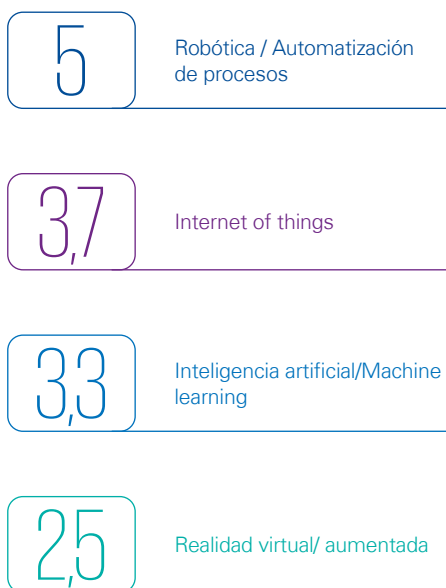 5
Robótica / Automatización
de procesos
3,7
Internet of things
3,3
Inteligencia artificial/Machine
learning
2,5
Realidad virtual/ aumentada